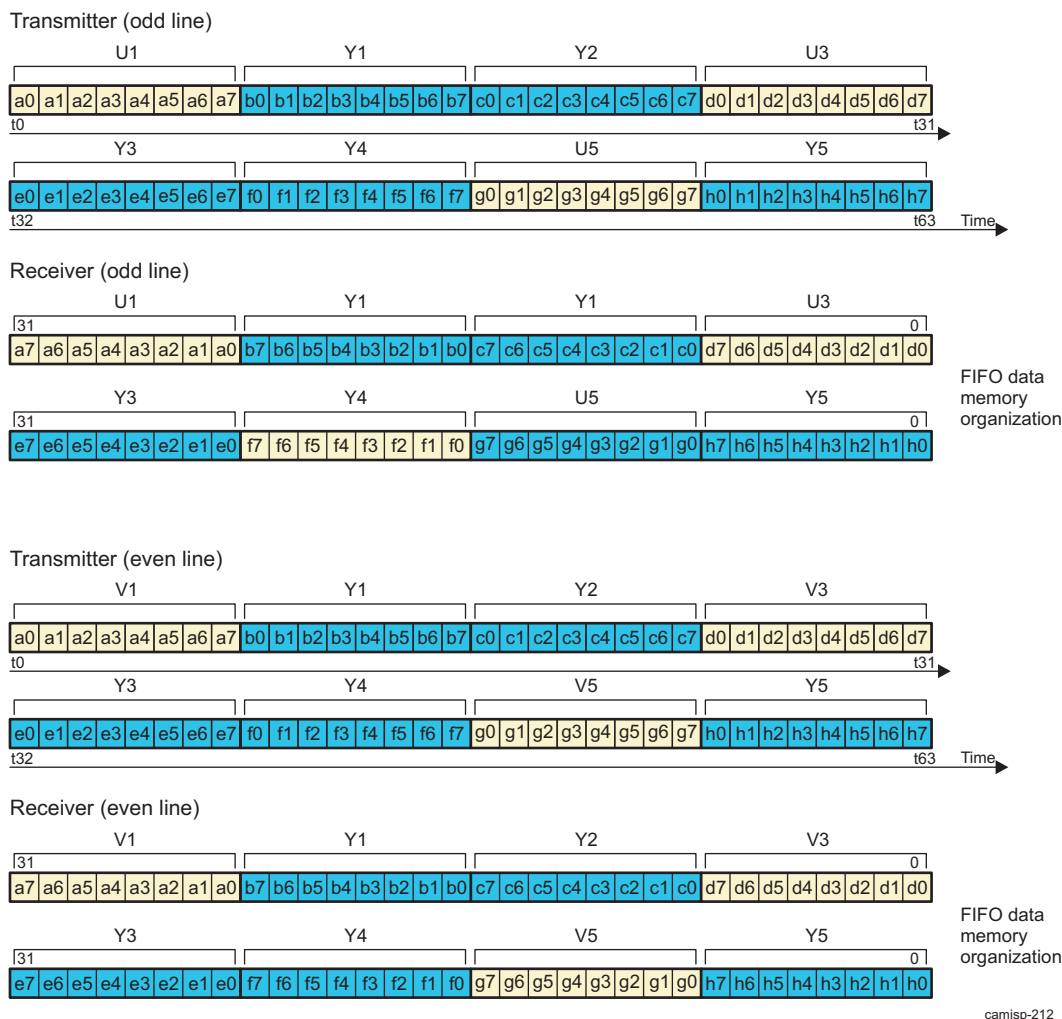 Transmitter (odd line)
U1 Y1 Y2 U3
a0 a1 a2 a3 a4 a5 a6 a7 b0 b1 b2 b3 b4 b5 b6 b7 c0 c1 c2 c3 c4 c5 c6 c7 d0 d1 d2 d3 d4 d5 d6 d7
t0 t31
Y3 Y4 U5 Y5
e0 e1 e2 e3 e4 e5 e6 e7 f0 f1 f2 f3 f4 f5 f6 f7 g0 g1 g2 g3 g4 g5 g6 g7 h0 h1 h2 h3 h4 h5 h6 h7
t32 t63 Time
Receiver (odd line)
U1 Y1 Y1 U3
31 0
a7 a6 a5 a4 a3 a2 a1 a0 b7 b6 b5 b4 b3 b2 b1 b0 c7 c6 c5 c4 c3 c2 c1 c0 d7 d6 d5 d4 d3 d2 d1 d0
Y3 Y4 U5 Y5
31 0
e7 e6 e5 e4 e3 e2 e1 e0 f7 f6 f5 f4 f3 f2 f1 f0 g7 g6 g5 g4 g3 g2 g1 g0 h7 h6 h5 h4 h3 h2 h1 h0
FIFO data
memory
organization
Transmitter (even line)
V1 Y1 Y2 V3
a0 a1 a2 a3 a4 a5 a6 a7 b0 b1 b2 b3 b4 b5 b6 b7 c0 c1 c2 c3 c4 c5 c6 c7 d0 d1 d2 d3 d4 d5 d6 d7
t0 t31
Y3 Y4 V5 Y5
e0 e1 e2 e3 e4 e5 e6 e7 f0 f1 f2 f3 f4 f5 f6 f7 g0 g1 g2 g3 g4 g5 g6 g7 h0 h1 h2 h3 h4 h5 h6 h7
t32 t63 Time
Receiver (even line)
V1 Y1 Y2 V3
31 0
a7 a6 a5 a4 a3 a2 a1 a0 b7 b6 b5 b4 b3 b2 b1 b0 c7 c6 c5 c4 c3 c2 c1 c0 d7 d6 d5 d4 d3 d2 d1 d0
Y3 Y4 V5 Y5
31 0
e7 e6 e5 e4 e3 e2 e1 e0 f7 f6 f5 f4 f3 f2 f1 f0 g7 g6 g5 g4 g3 g2 g1 g0 h7 h6 h5 h4 h3 h2 h1 h0
FIFO data
memory
organization
camisp-212